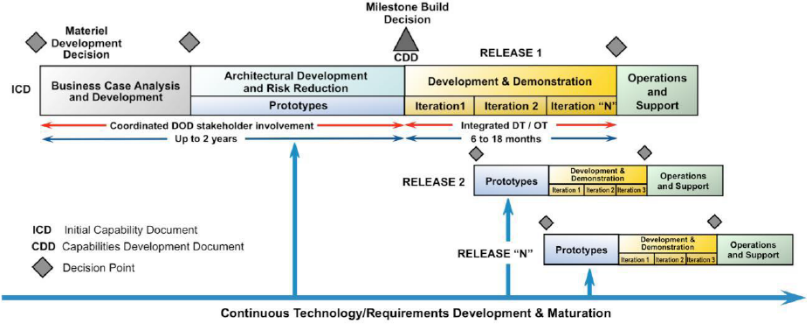 Milestone Build
Decision
Materiel
Development
Decision
CDD
RELEASE 1
ICD
Business Case Analysis
and Development
Architectural Development
and Risk Reduction
Prototypes
Development & Demonstration
Iteration1
Iteration 2
Iteration "N"
Operations
and
Support
Coordinated DOD stakeholder involvement
Integrated DT / OT
Up to 2 years
6 to 18 months
RELEASE 2
Prototypes
Development &
Demonstration
Iteration 1
Iteration 2
Iteration 3
Operations
and Support
ICD Initial Capability Document
CDD Capabilities Development Document
Decision Point
RELEASE "N"
Prototypes
Development &
Demonstration
Iteration 1
Iteration 2
Iteration 3
Operations
and Support
Continuous Technology/Requirements Development & Maturation